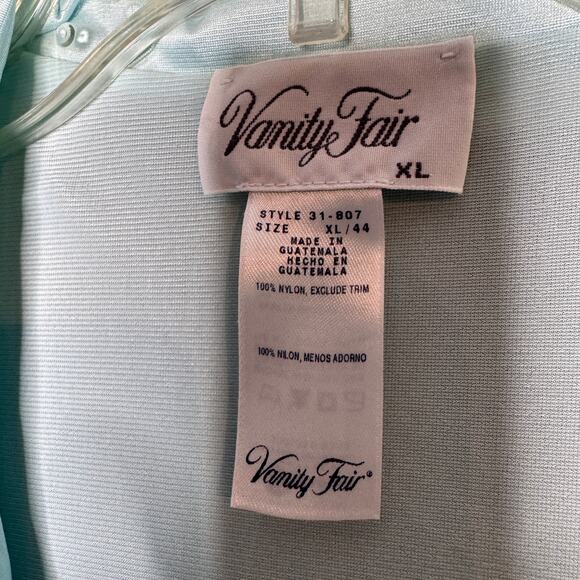 Vanity Fair
XL
STYLE 31-807
SIZE XL/44
MADE IN
GUATEMALA
HECHO EN
GUATEMALA
100% NYLON, EXCLUDE TRIM
100% NILON, MENOS ADORNO
Vanity Fair®